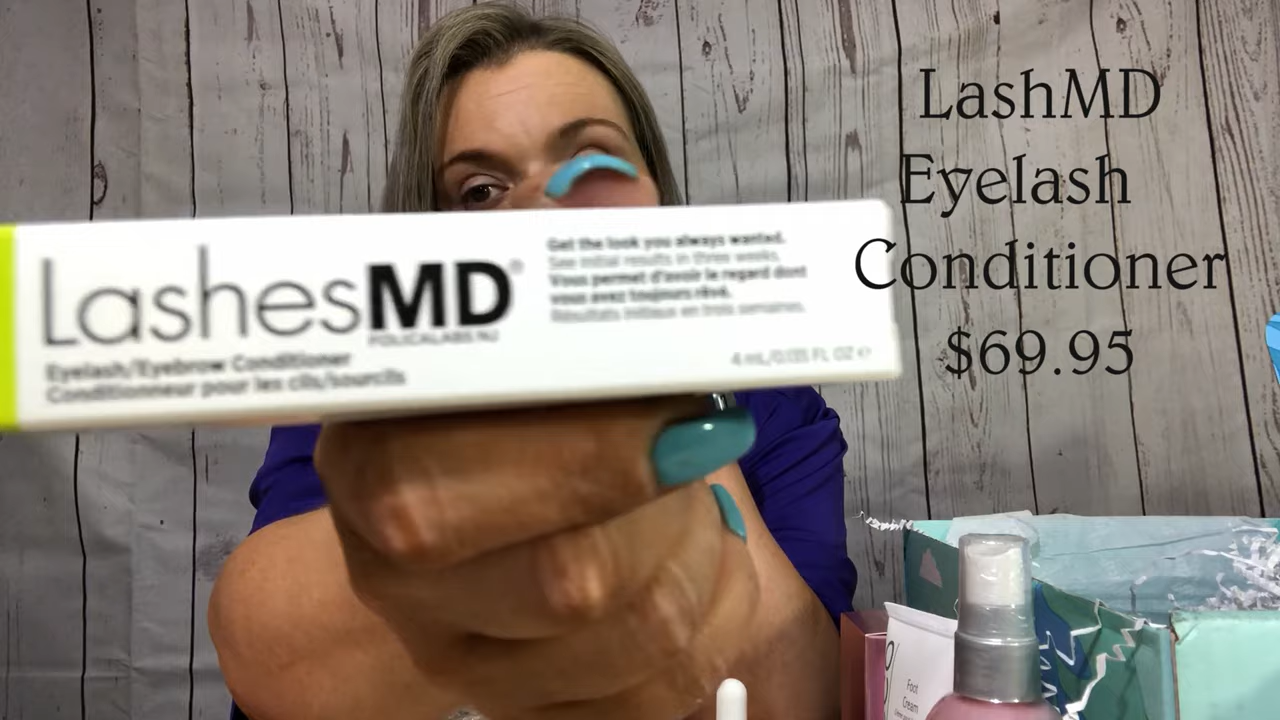 LashesMD®
FOLICALABS NJ
Eyelash/Eyebrow Conditioner
Conditionneur pour les cils/sourcils
Get the look you always wanted.
See initial results in three weeks.
Vous permet d'avoir le regard dont
vous avez toujours rêvé.
Résultats initiaux en trois semaines.
4 mL/0.135 FL OZ ℮
LashMD
Eyelash
Conditioner
$69.95
Foot
Cream